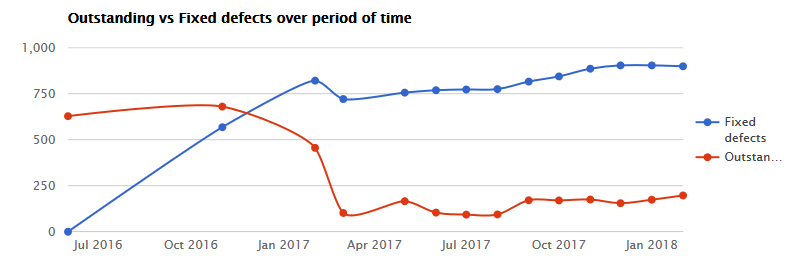 Outstanding vs Fixed defects over period of time
1,000
750
500
250
0
Jul 2016 Oct 2016 Jan 2017 Apr 2017 Jul 2017 Oct 2017 Jan 2018
Fixed
defects
Outstan...